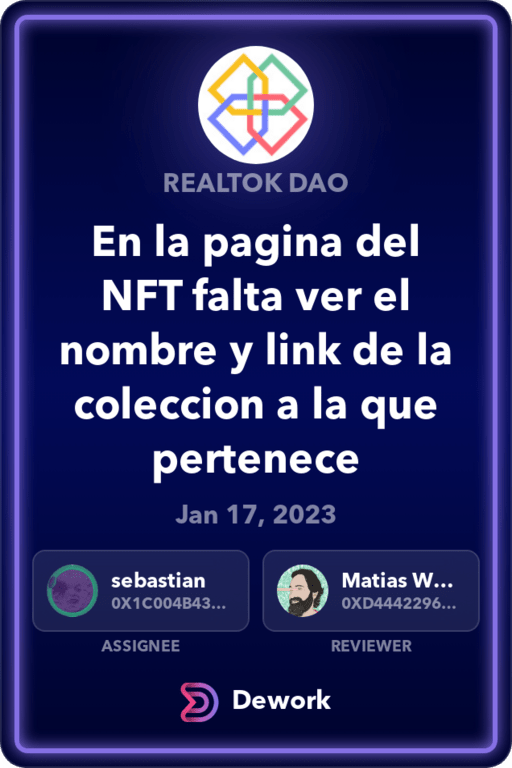 REALTOK DAO
En la pagina del
NFT falta ver el
nombre y link de la
coleccion a la que
pertenece
Jan 17, 2023
sebastian
0X1C004B43...
ASSIGNEE
Matias W...
0XD4442296...
REVIEWER
Dework